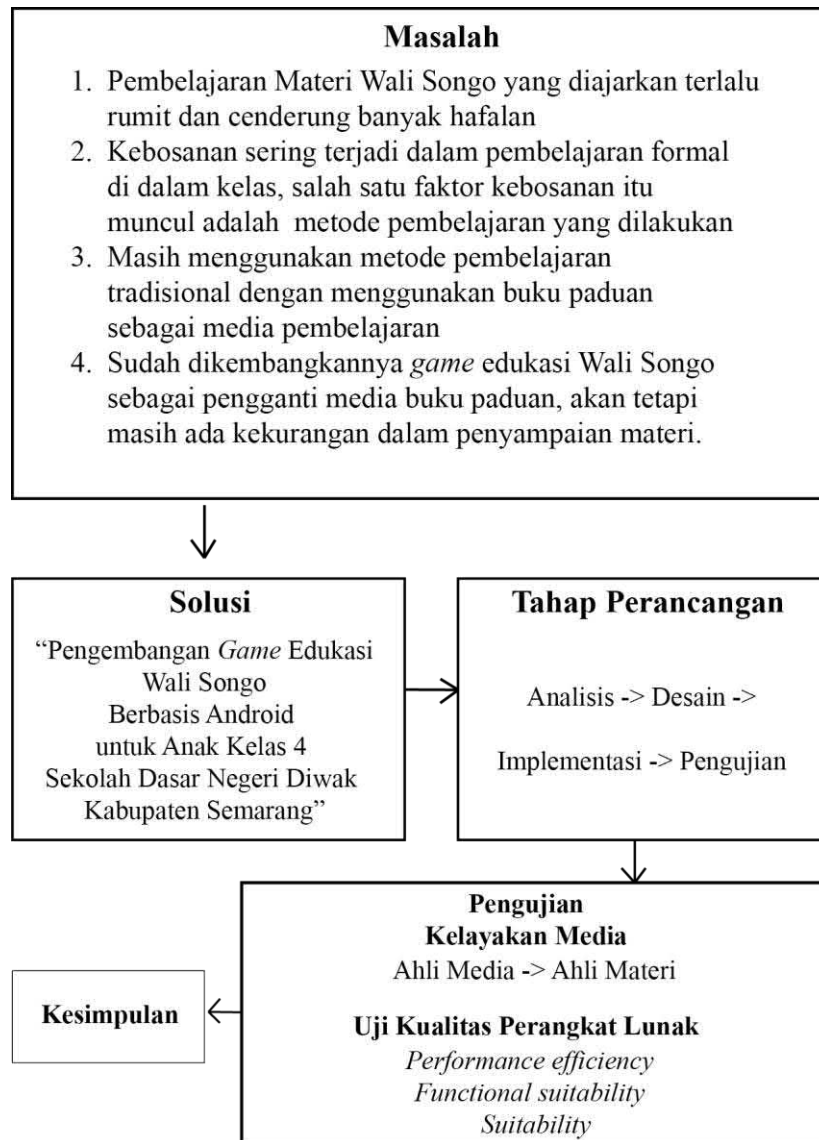 Masalah
1. Pembelajaran Materi Wali Songo yang diajarkan terlalu
rumit dan cenderung banyak hafalan
2. Kebosanan sering terjadi dalam pembelajaran formal
di dalam kelas, salah satu faktor kebosanan itu
muncul adalah metode pembelajaran yang dilakukan
3. Masih menggunakan metode pembelajaran
tradisional dengan menggunakan buku paduan
sebagai media pembelajaran
4. Sudah dikembangkannya game edukasi Wali Songo
sebagai pengganti media buku paduan, akan tetapi
masih ada kekurangan dalam penyampaian materi.
Solusi
“Pengembangan Game Edukasi
Wali Songo
Berbasis Android
untuk Anak Kelas 4
Sekolah Dasar Negeri Diwak
Kabupaten Semarang”
Tahap Perancangan
Analisis -> Desain ->
Implementasi -> Pengujian
Pengujian
Kelayakan Media
Ahli Media -> Ahli Materi
Uji Kualitas Perangkat Lunak
Performance efficiency
Functional suitability
Suitability
Kesimpulan